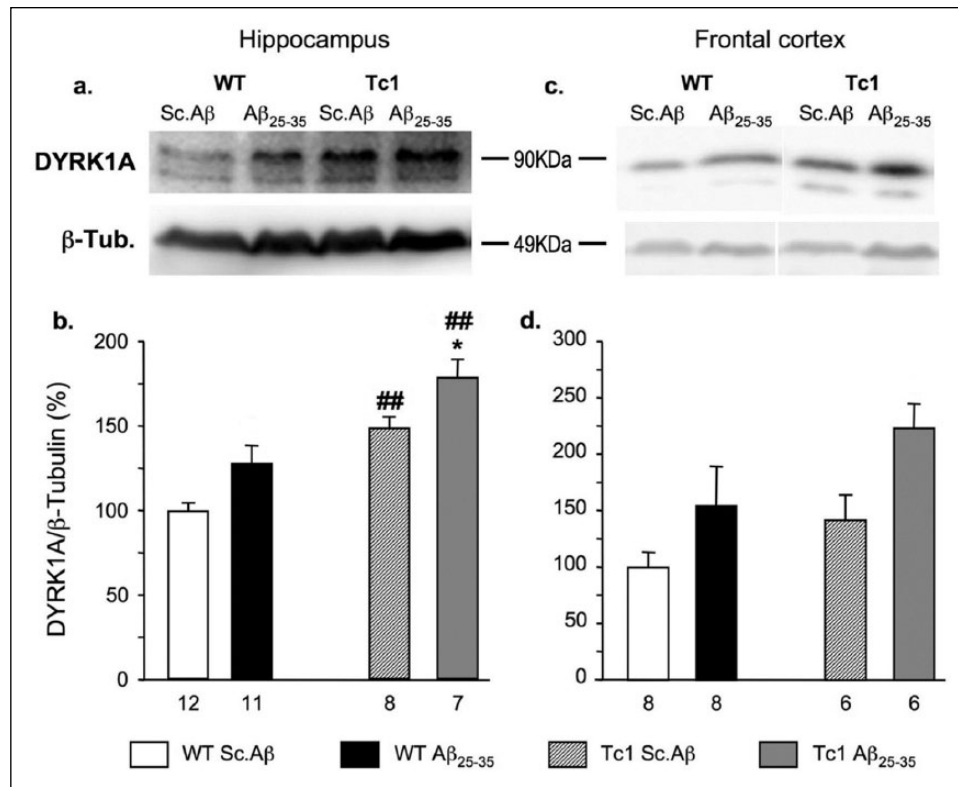 Hippocampus Frontal cortex
a. WT Tc1 c. WT Tc1
Sc.Aβ Aβ25-35 Sc.Aβ Aβ25-35 Sc.Aβ Aβ25-35 Sc.Aβ Aβ25-35
DYRK1A 90KDa
β-Tub. 49KDa
b. d.
DYRK1A/β-Tubulin (%)
200
150
100
50
0
## ## *
12 11 8 7
300
250
200
150
100
50
0
8 8 6 6
WT Sc.Aβ WT Aβ25-35 Tc1 Sc.Aβ Tc1 Aβ25-35